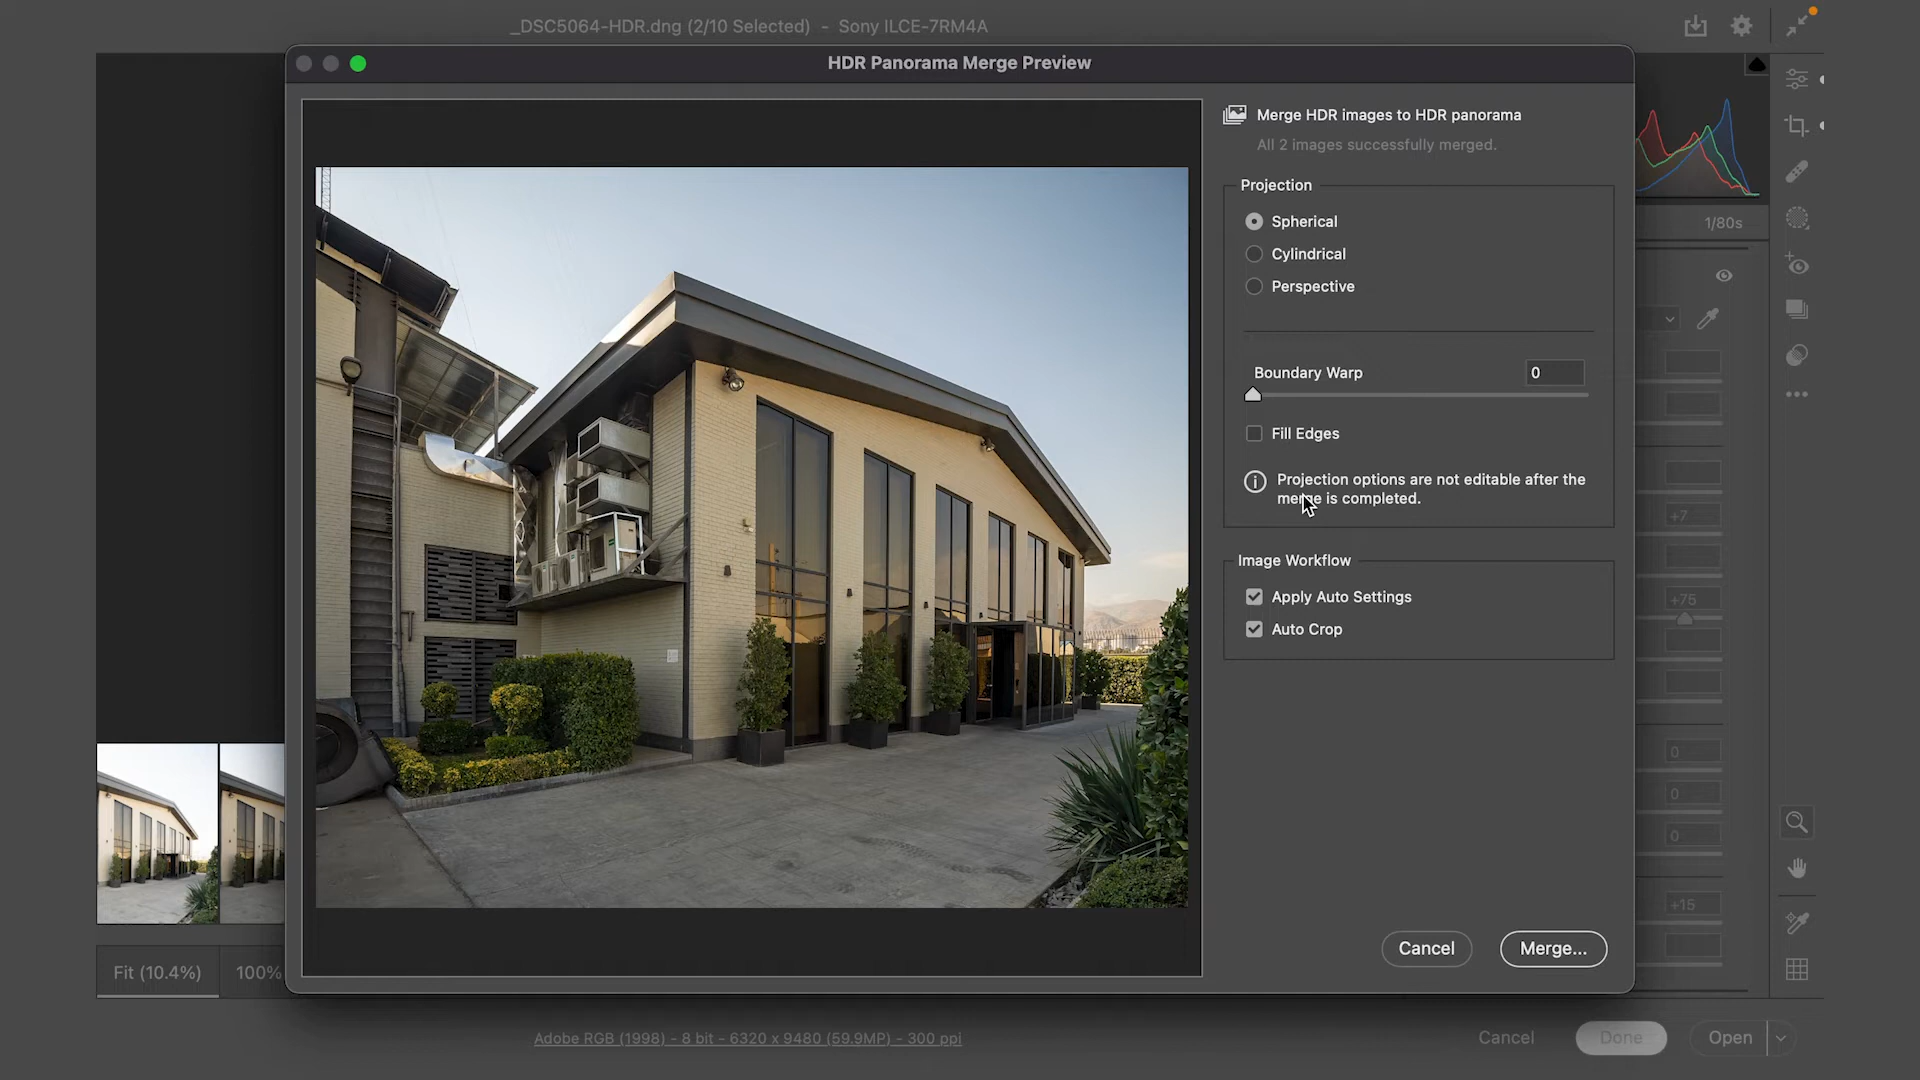 _DSC5064-HDR.dng (2/10 Selected) - Sony ILCE-7RM4A
HDR Panorama Merge Preview
Merge HDR images to HDR panorama
All 2 images successfully merged.
Projection
Spherical
Cylindrical
Perspective
Boundary Warp
0
Fill Edges
Projection options are not editable after the
merge is completed.
Image Workflow
Apply Auto Settings
Auto Crop
Cancel
Merge...
1/80s
+7
+75
0
0
0
+15
Fit (10.4%)
100%
Adobe RGB (1998) - 8 bit - 6320 x 9480 (59.9MP) - 300 ppi
Cancel
Done
Open